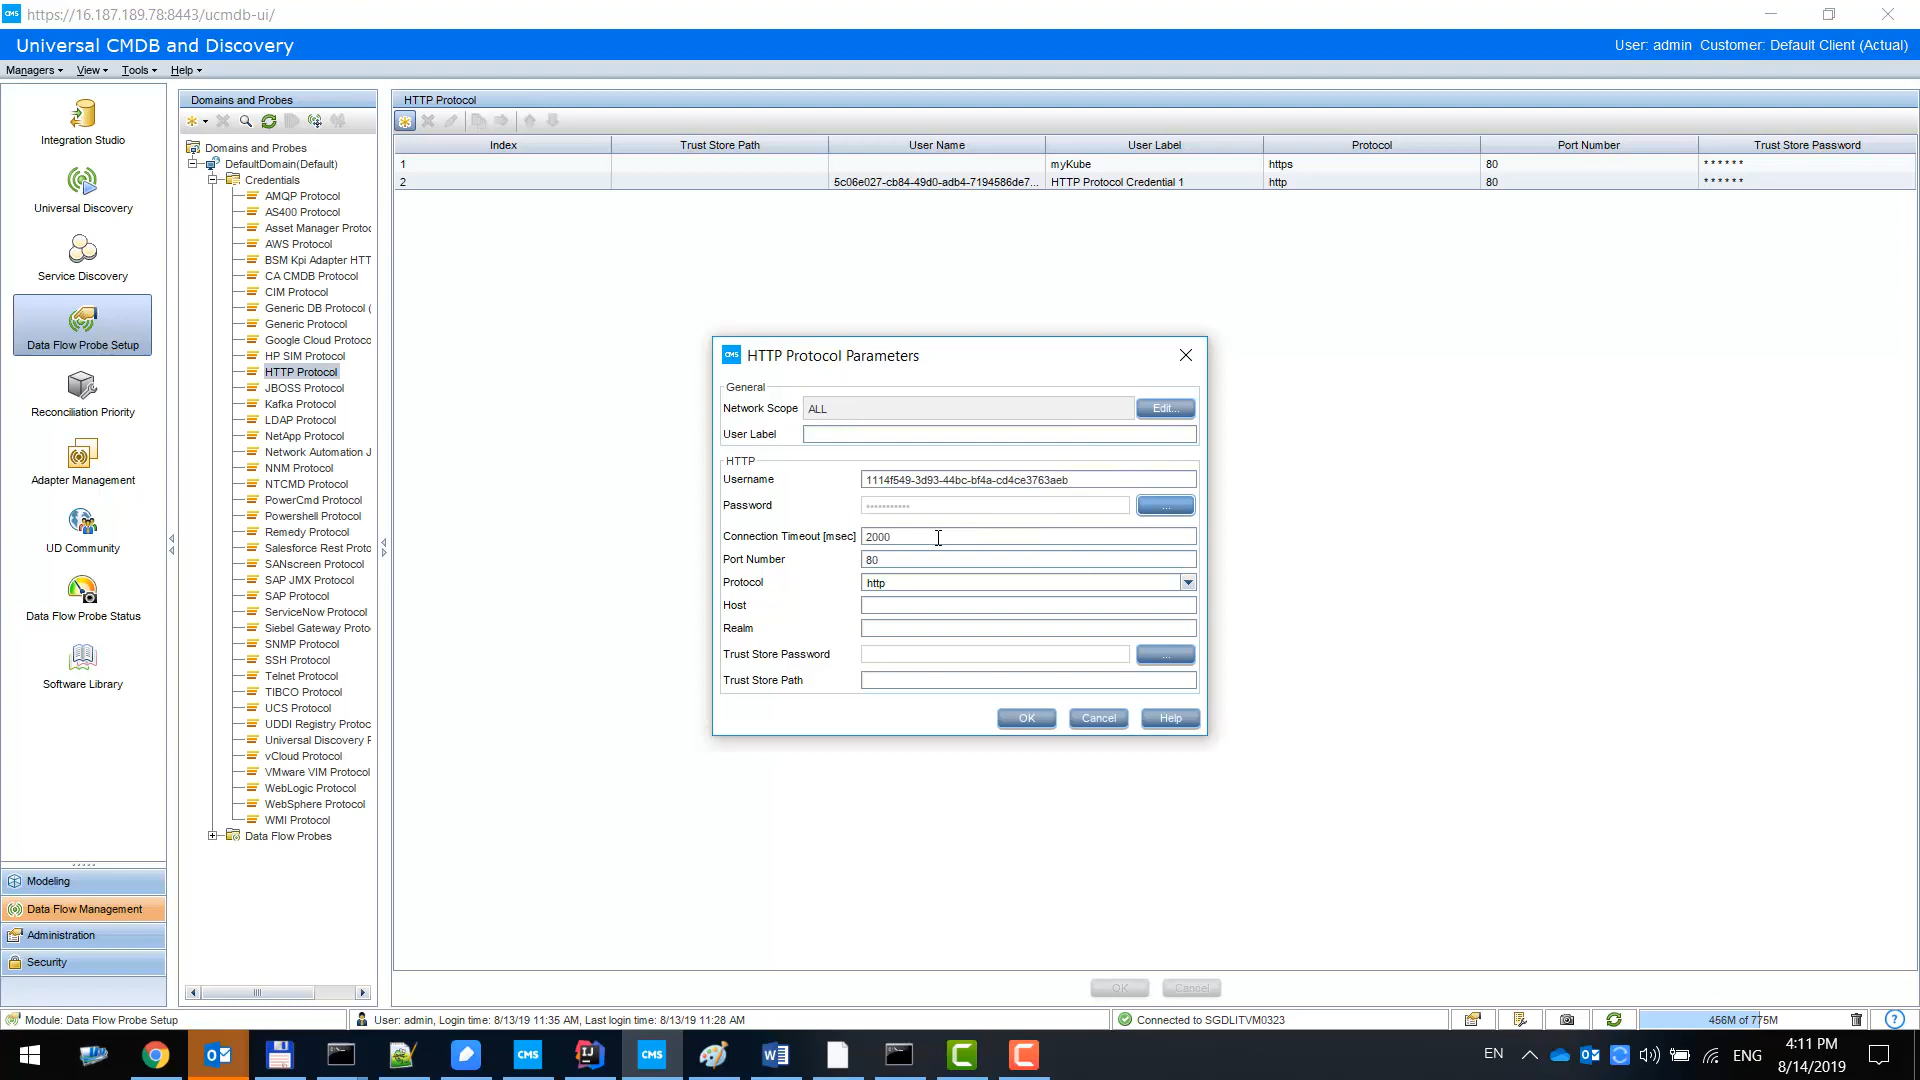 CMS https://16.187.189.78:8443/ucmdb-ui/
Universal CMDB and Discovery
User: admin Customer: Default Client (Actual)
Managers View Tools Help
Integration Studio
Universal Discovery
Service Discovery
Data Flow Probe Setup
Reconciliation Priority
Adapter Management
UD Community
Data Flow Probe Status
Software Library
Modeling
Data Flow Management
Administration
Security
Domains and Probes
Domains and Probes
DefaultDomain(Default)
Credentials
AMQP Protocol
AS400 Protocol
Asset Manager Protoc
AWS Protocol
BSM Kpi Adapter HTT
CA CMDB Protocol
CIM Protocol
Generic DB Protocol (
Generic Protocol
Google Cloud Protocc
HP SIM Protocol
HTTP Protocol
JBOSS Protocol
Kafka Protocol
LDAP Protocol
NetApp Protocol
Network Automation J
NNM Protocol
NTCMD Protocol
PowerCmd Protocol
Powershell Protocol
Remedy Protocol
Salesforce Rest Proto
SANscreen Protocol
SAP JMX Protocol
SAP Protocol
ServiceNow Protocol
Siebel Gateway Proto
SNMP Protocol
SSH Protocol
Telnet Protocol
TIBCO Protocol
UCS Protocol
UDDI Registry Protoc
Universal Discovery F
vCloud Protocol
VMware VIM Protocol
WebLogic Protocol
WebSphere Protocol
WMI Protocol
Data Flow Probes
HTTP Protocol
Index Trust Store Path User Name User Label Protocol Port Number Trust Store Password
1 myKube https 80 ******
2 5c06e027-cb84-49d0-adb4-7194586de7... HTTP Protocol Credential 1 http 80 ******
CMS HTTP Protocol Parameters
General
Network Scope ALL Edit...
User Label
HTTP
Username 1114f549-3d93-44bc-bf4a-cd4ce3763aeb
Password ••••••••••• ...
Connection Timeout [msec] 2000
Port Number 80
Protocol http
Host
Realm
Trust Store Password ...
Trust Store Path
OK Cancel Help
OK Cancel
Module: Data Flow Probe Setup
User: admin, Login time: 8/13/19 11:35 AM, Last login time: 8/13/19 11:28 AM
Connected to SGDLITVM0323
456M of 775M
CMS CMS
EN ENG 4:11 PM
8/14/2019